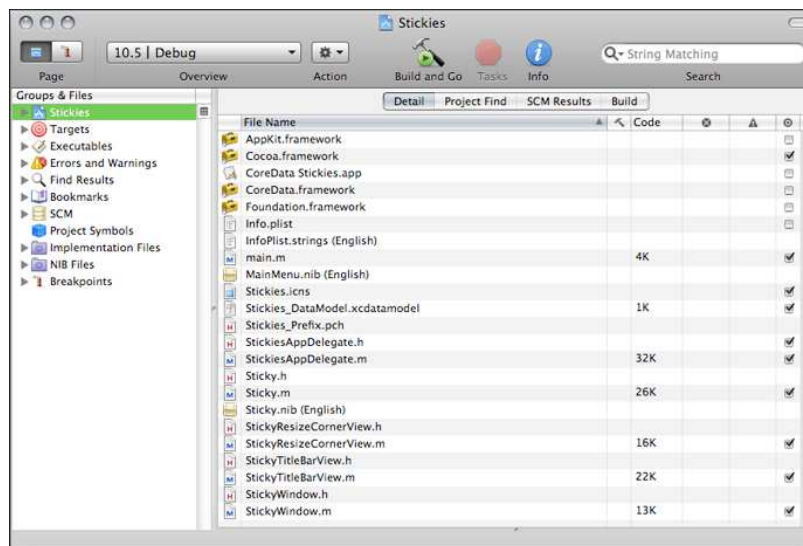 Stickies
10.5 | Debug
String Matching
Page Overview Action Build and Go Tasks Info Search
Groups & Files
Stickies
Targets
Executables
Errors and Warnings
Find Results
Bookmarks
SCM
Project Symbols
Implementation Files
NIB Files
Breakpoints
Detail Project Find SCM Results Build
File Name Code
AppKit.framework
Cocoa.framework
CoreData Stickies.app
CoreData.framework
Foundation.framework
Info.plist
InfoPlist.strings (English)
main.m 4K
MainMenu.nib (English)
Stickies.icns
Stickies_DataModel.xcdatamodel 1K
Stickies_Prefix.pch
StickiesAppDelegate.h
StickiesAppDelegate.m 32K
Sticky.h
Sticky.m 26K
Sticky.nib (English)
StickyResizeCornerView.h
StickyResizeCornerView.m 16K
StickyTitleBarView.h
StickyTitleBarView.m 22K
StickyWindow.h
StickyWindow.m 13K